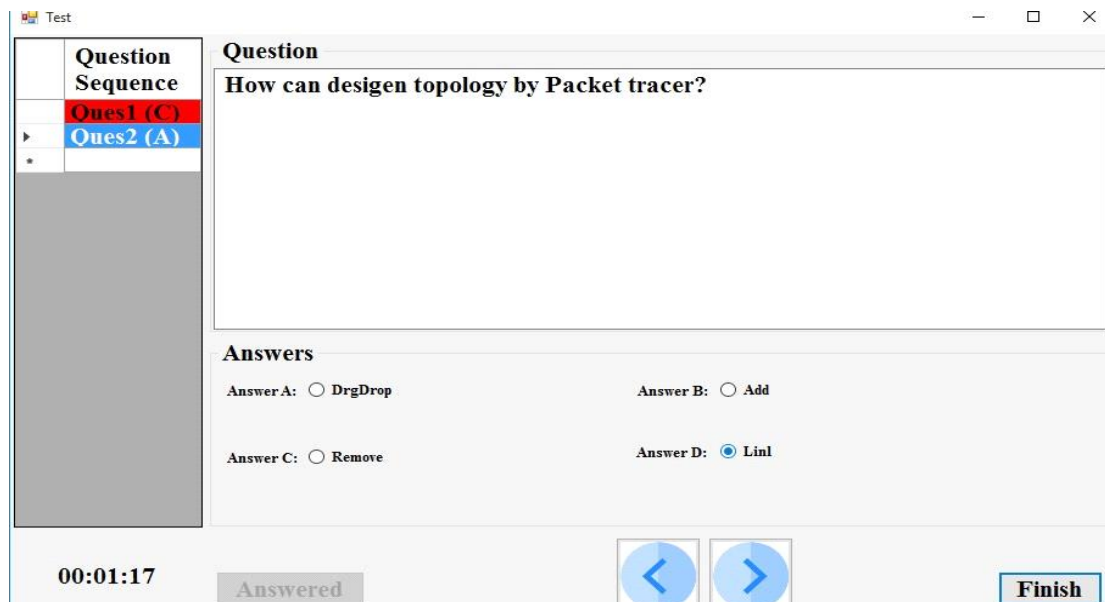 Test
Question
Sequence
Ques1 (C)
Ques2 (A)
Question
How can desigen topology by Packet tracer?
Answers
Answer A: DrgDrop
Answer B: Add
Answer C: Remove
Answer D: Linl
00:01:17
Answered
Finish